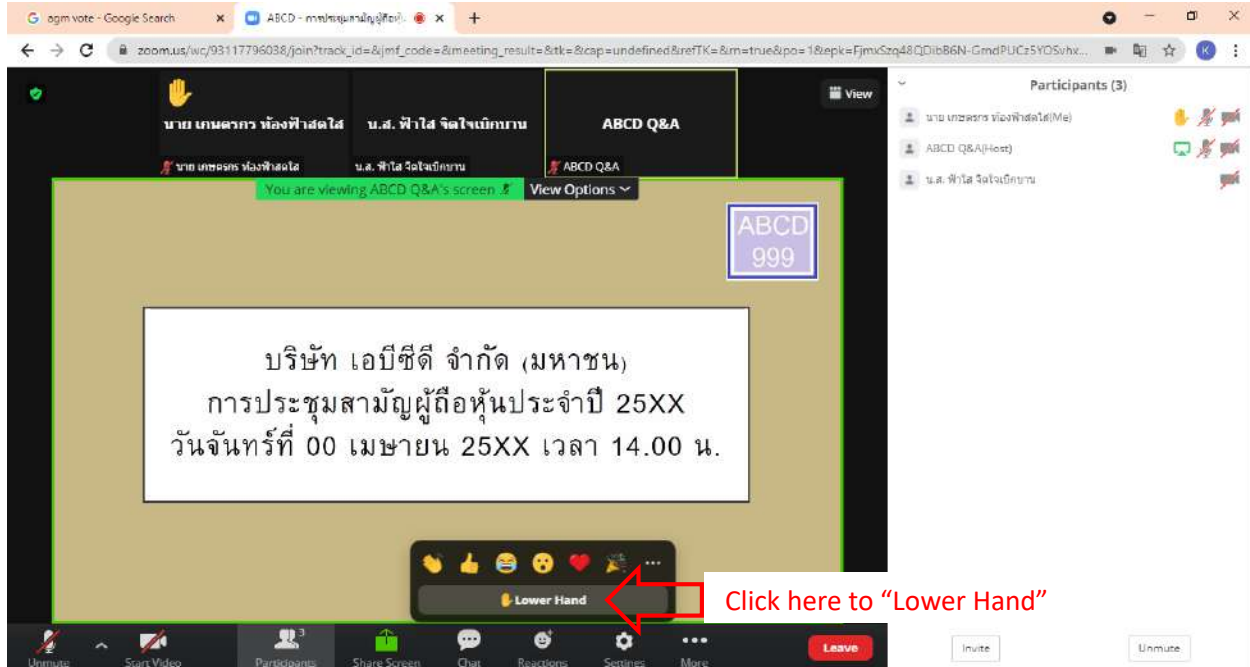 agm vote - Google Search
ABCD - การประชุมสามัญผู้ถือหุ้
zoom.us/wc/93117796038/join?track_id=&jmf_code=&meeting_result=&tk=&cap=undefined&refTK=&m=true&po=1&epk=FjmxSzq48QDibB6N-GmdPUCz5YOSvhx...
K
นาย เกษตรกร ท้องฟ้าสดใส
น.ส. ฟ้าใส จิตใจเบิกบาน
ABCD Q&A
View
นาย เกษตรกร ท้องฟ้าสดใส
น.ส. ฟ้าใส จิตใจเบิกบาน
ABCD Q&A
You are viewing ABCD Q&A's screen
View Options
Participants (3)
นาย เกษตรกร ท้องฟ้าสดใส(Me)
ABCD Q&A(Host)
น.ส. ฟ้าใส จิตใจเบิกบาน
ABCD
999
บริษัท เอบีซีดี จำกัด (มหาชน)
การประชุมสามัญผู้ถือหุ้นประจำปี 25XX
วันจันทร์ที่ 00 เมษายน 25XX เวลา 14.00 น.
Lower Hand
Click here to “Lower Hand”
Unmute
Start Video
Participants
3
Share Screen
Chat
Reactions
Settings
More
Leave
Invite
Unmute